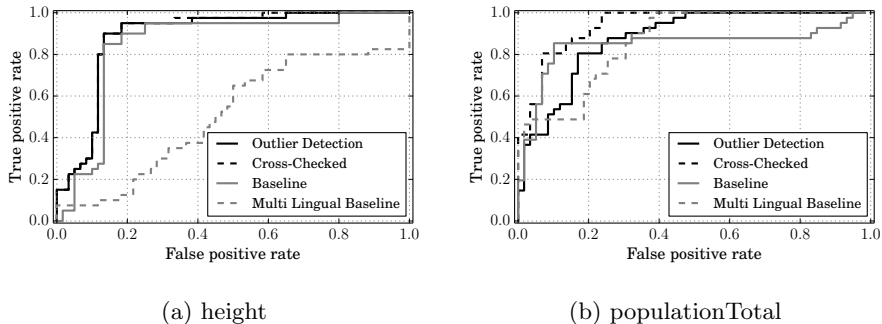 1.0
0.8
0.6
0.4
0.2
0.0
True positive rate
0.0 0.2 0.4 0.6 0.8 1.0
False positive rate
Outlier Detection
Cross-Checked
Baseline
Multi Lingual Baseline
(a) height
1.0
0.8
0.6
0.4
0.2
0.0
True positive rate
0.0 0.2 0.4 0.6 0.8 1.0
False positive rate
Outlier Detection
Cross-Checked
Baseline
Multi Lingual Baseline
(b) populationTotal